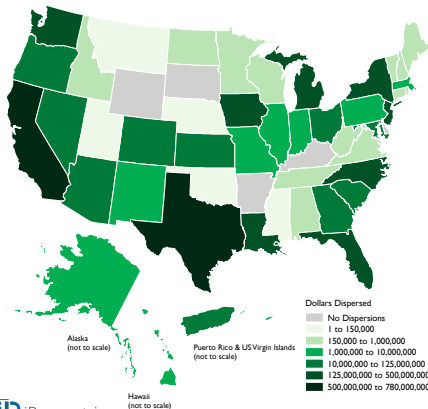 Dollars Dispersed
No Dispersions
1 to 150,000
150,000 to 1,000,000
1,000,000 to 10,000,000
10,000,000 to 125,000,000
125,000,000 to 500,000,000
500,000,000 to 780,000,000
Alaska
(not to scale)
Puerto Rico & US Virgin Islands
(not to scale)
Hawaii
(not to scale)